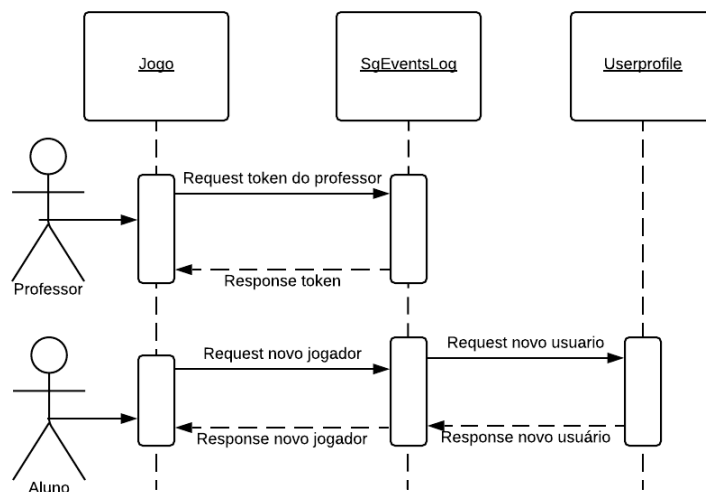 Jogo
SgEventsLog
Userprofile
Request token do professor
Response token
Professor
Request novo jogador
Request novo usuario
Response novo jogador
Response novo usuário
Aluno